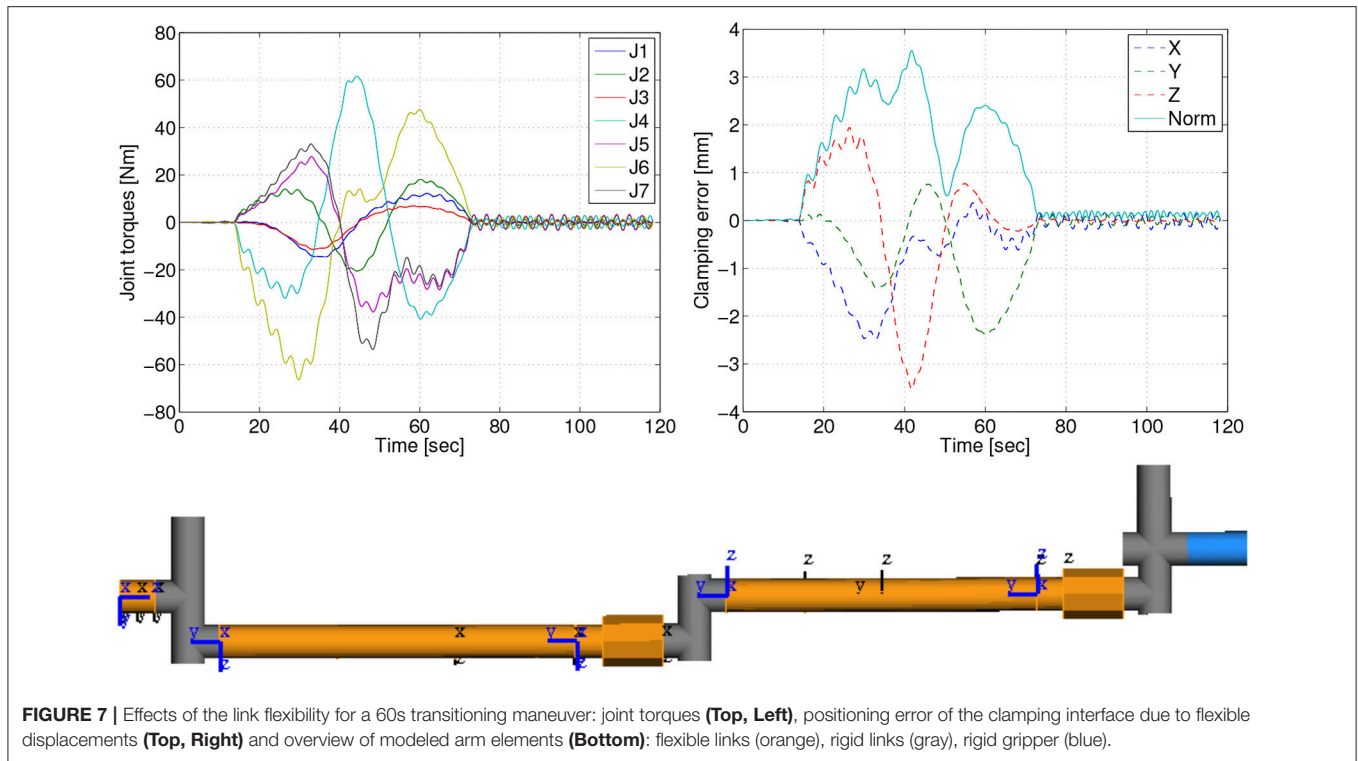 80
60
40
20
0
−20
−40
−60
−80
0
20
40
60
80
100
120
Joint torques [Nm]
Time [sec]
J1
J2
J3
J4
J5
J6
J7
4
3
2
1
0
−1
−2
−3
−4
0
20
40
60
80
100
120
Clamping error [mm]
Time [sec]
X
Y
Z
Norm
x x x
y y y
y x
z
x
z
y x
x
z
y x
z
z
y
z
z
y x
FIGURE 7 | Effects of the link flexibility for a 60s transitioning maneuver: joint torques (Top, Left), positioning error of the clamping interface due to flexible
displacements (Top, Right) and overview of modeled arm elements (Bottom): flexible links (orange), rigid links (gray), rigid gripper (blue).